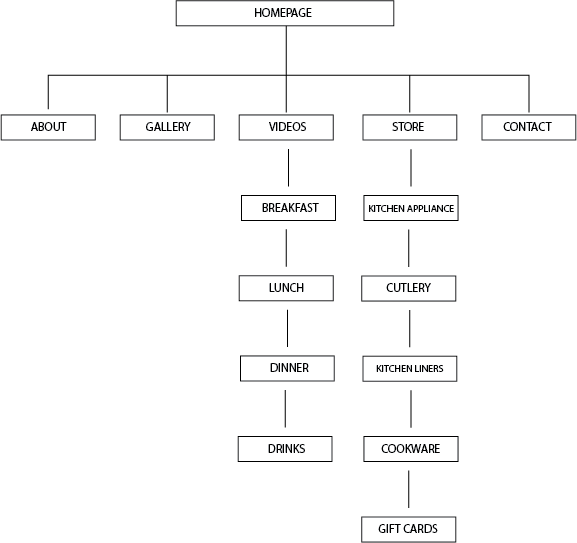 HOMEPAGE
ABOUT
GALLERY
VIDEOS
STORE
CONTACT
BREAKFAST
KITCHEN APPLIANCE
LUNCH
CUTLERY
DINNER
KITCHEN LINERS
DRINKS
COOKWARE
GIFT CARDS